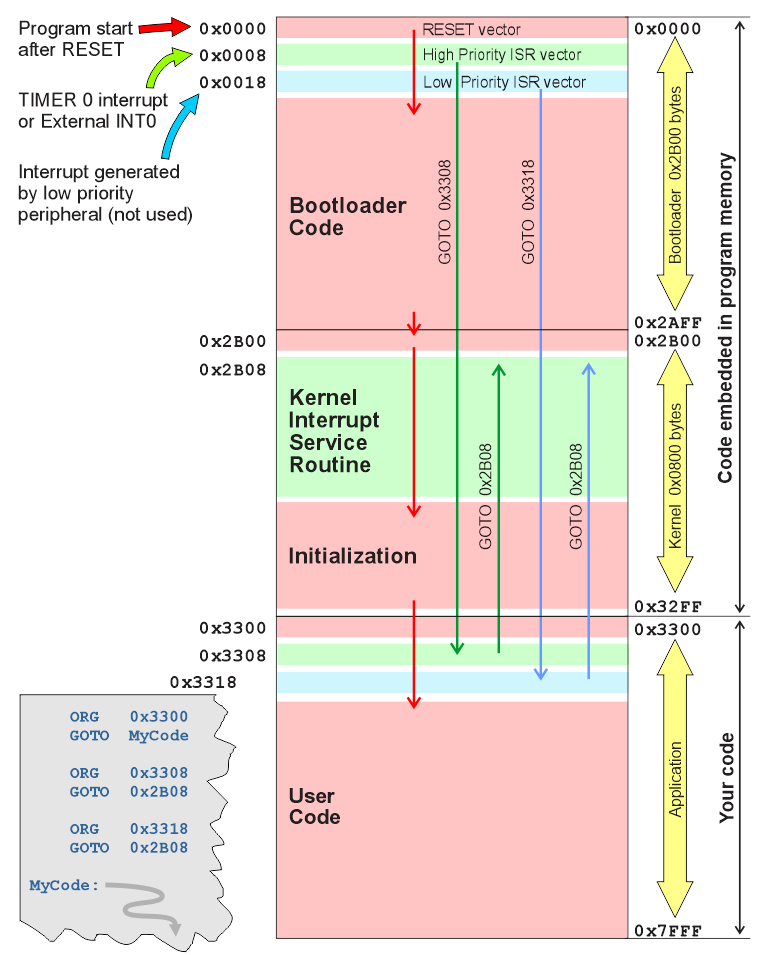 Program start
after RESET
TIMER 0 interrupt
or External INT0
Interrupt generated
by low priority
peripheral (not used)
0x0000
0x0008
0x0018
RESET vector
High Priority ISR vector
Low Priority ISR vector
GOTO 0x3308
GOTO 0x3318
Bootloader
Code
0x2B00
0x2B08
Kernel
Interrupt
Service
Routine
GOTO 0x2B08
GOTO 0x2B08
Initialization
0x3300
0x3308
0x3318
User
Code
0x0000
Bootloader 0x2B00 bytes
0x2AFF
0x2B00
Kernel 0x0800 bytes
0x32FF
0x3300
Application
0x7FFF
Code embedded in program memory
Your code
ORG 0x3300
GOTO MyCode
ORG 0x3308
GOTO 0x2B08
ORG 0x3318
GOTO 0x2B08
MyCode: